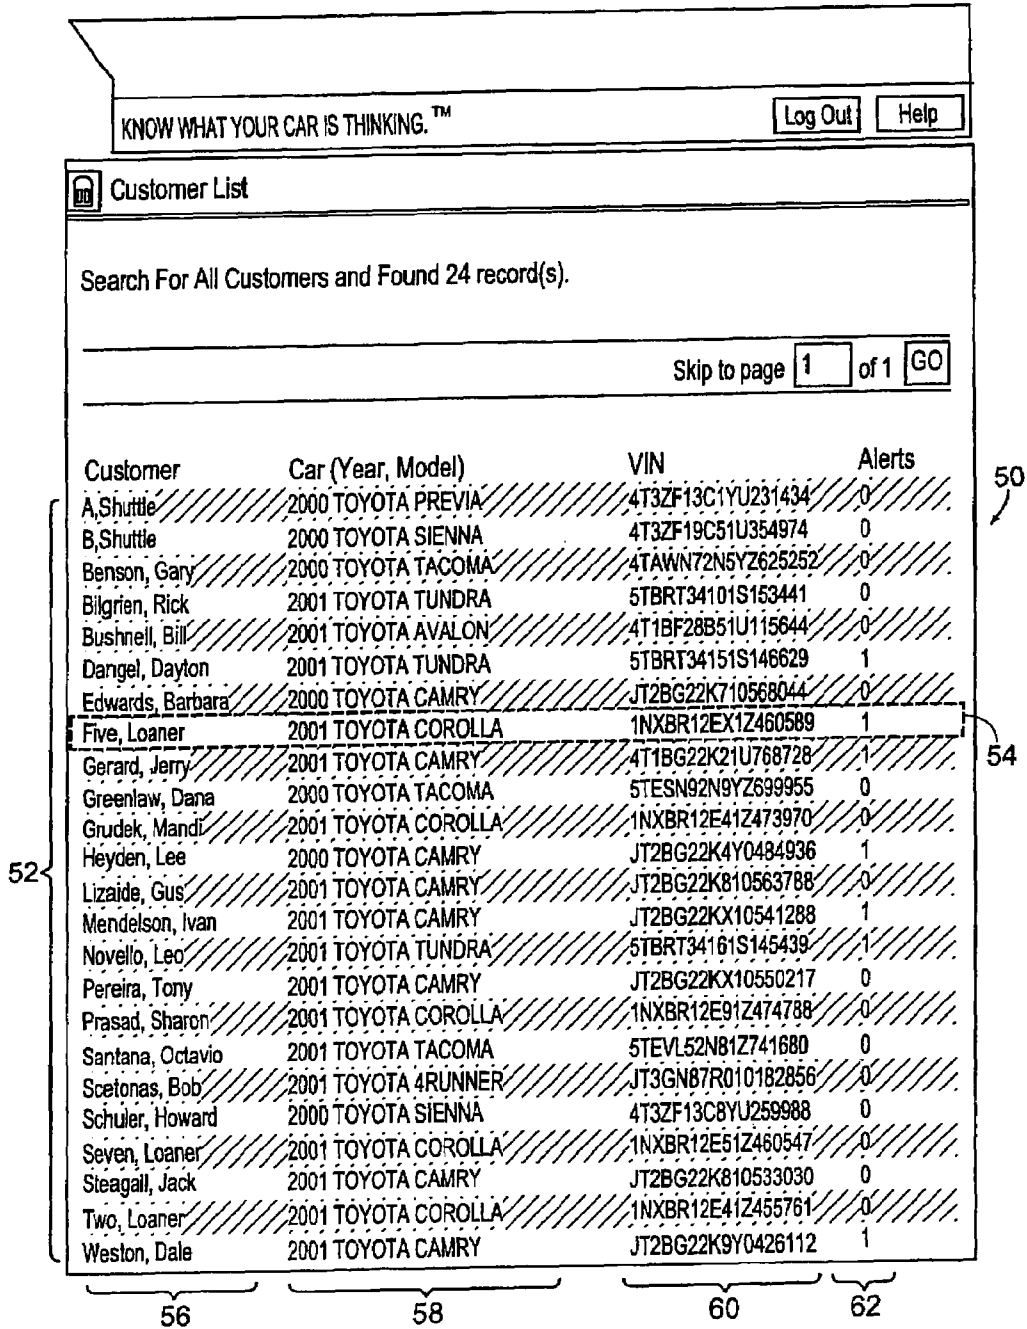 KNOW WHAT YOUR CAR IS THINKING.™ Log Out Help
Customer List
Search For All Customers and Found 24 record(s).
Skip to page 1 of 1 GO
Customer Car (Year, Model) VIN Alerts
A,Shuttle 2000 TOYOTA PREVIA 4T3ZF13C1YU231434 0
50
B,Shuttle 2000 TOYOTA SIENNA 4T3ZF19C51U354974 0
Benson, Gary 2000 TOYOTA TACOMA 4TAWN72N5YZ625252 0
Bilgrien, Rick 2001 TOYOTA TUNDRA 5TBRT34101S153441 0
Bushnell, Bill 2001 TOYOTA AVALON 4T1BF28B51U115644 0
Dangel, Dayton 2001 TOYOTA TUNDRA 5TBRT34151S146629 1
Edwards, Barbara 2000 TOYOTA CAMRY JT2BG22K710568044 0
Five, Loaner 2001 TOYOTA COROLLA 1NXBR12EX1Z460589 1
54
Gerard, Jerry 2001 TOYOTA CAMRY 4T1BG22K21U768728 1
Greenlaw, Dana 2000 TOYOTA TACOMA 5TESN92N9YZ699955 0
Grudek, Mandi 2001 TOYOTA COROLLA 1NXBR12E41Z473970 0
Heyden, Lee 2000 TOYOTA CAMRY JT2BG22K4Y0484936 1
52
Lizaide, Gus 2001 TOYOTA CAMRY JT2BG22K810563788 0
Mendelson, Ivan 2001 TOYOTA CAMRY JT2BG22KX10541288 1
Novello, Leo 2001 TOYOTA TUNDRA 5TBRT34161S145439 1
Pereira, Tony 2001 TOYOTA CAMRY JT2BG22KX10550217 0
Prasad, Sharon 2001 TOYOTA COROLLA 1NXBR12E91Z474788 0
Santana, Octavio 2001 TOYOTA TACOMA 5TEVL52N81Z741680 0
Scetonas, Bob 2001 TOYOTA 4RUNNER JT3GN87R010182856 0
Schuler, Howard 2000 TOYOTA SIENNA 4T3ZF13C8YU259988 0
Seven, Loaner 2001 TOYOTA COROLLA 1NXBR12E51Z460547 0
Steagall, Jack 2001 TOYOTA CAMRY JT2BG22K810533030 0
Two, Loaner 2001 TOYOTA COROLLA 1NXBR12E41Z455761 0
Weston, Dale 2001 TOYOTA CAMRY JT2BG22K9Y0426112 1
56 58 60 62